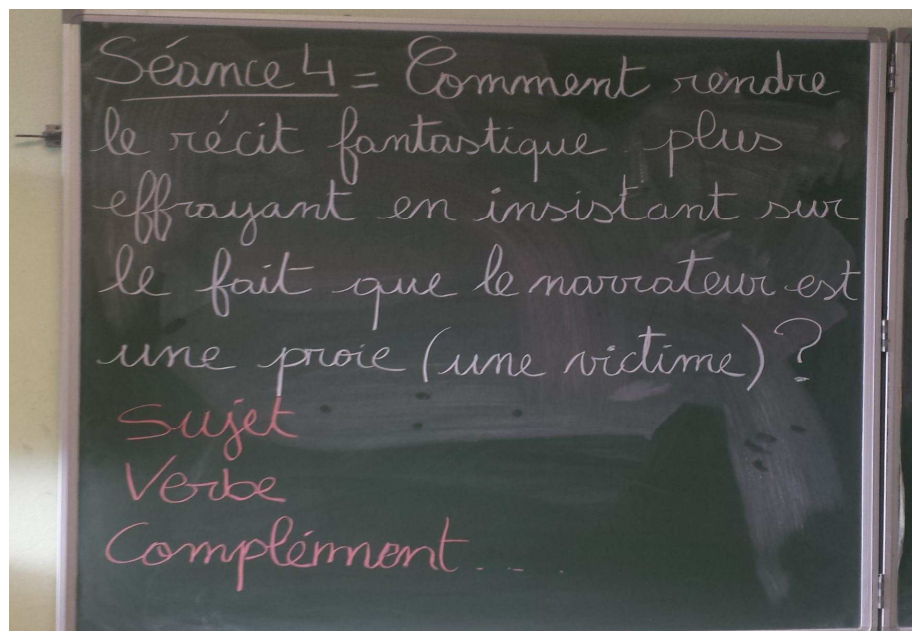 Séance 4 = Comment rendre
le récit fantastique plus
effrayant en insistant sur
le fait que le narrateur est
une proie (une victime) ?
Sujet
Verbe
Complément....